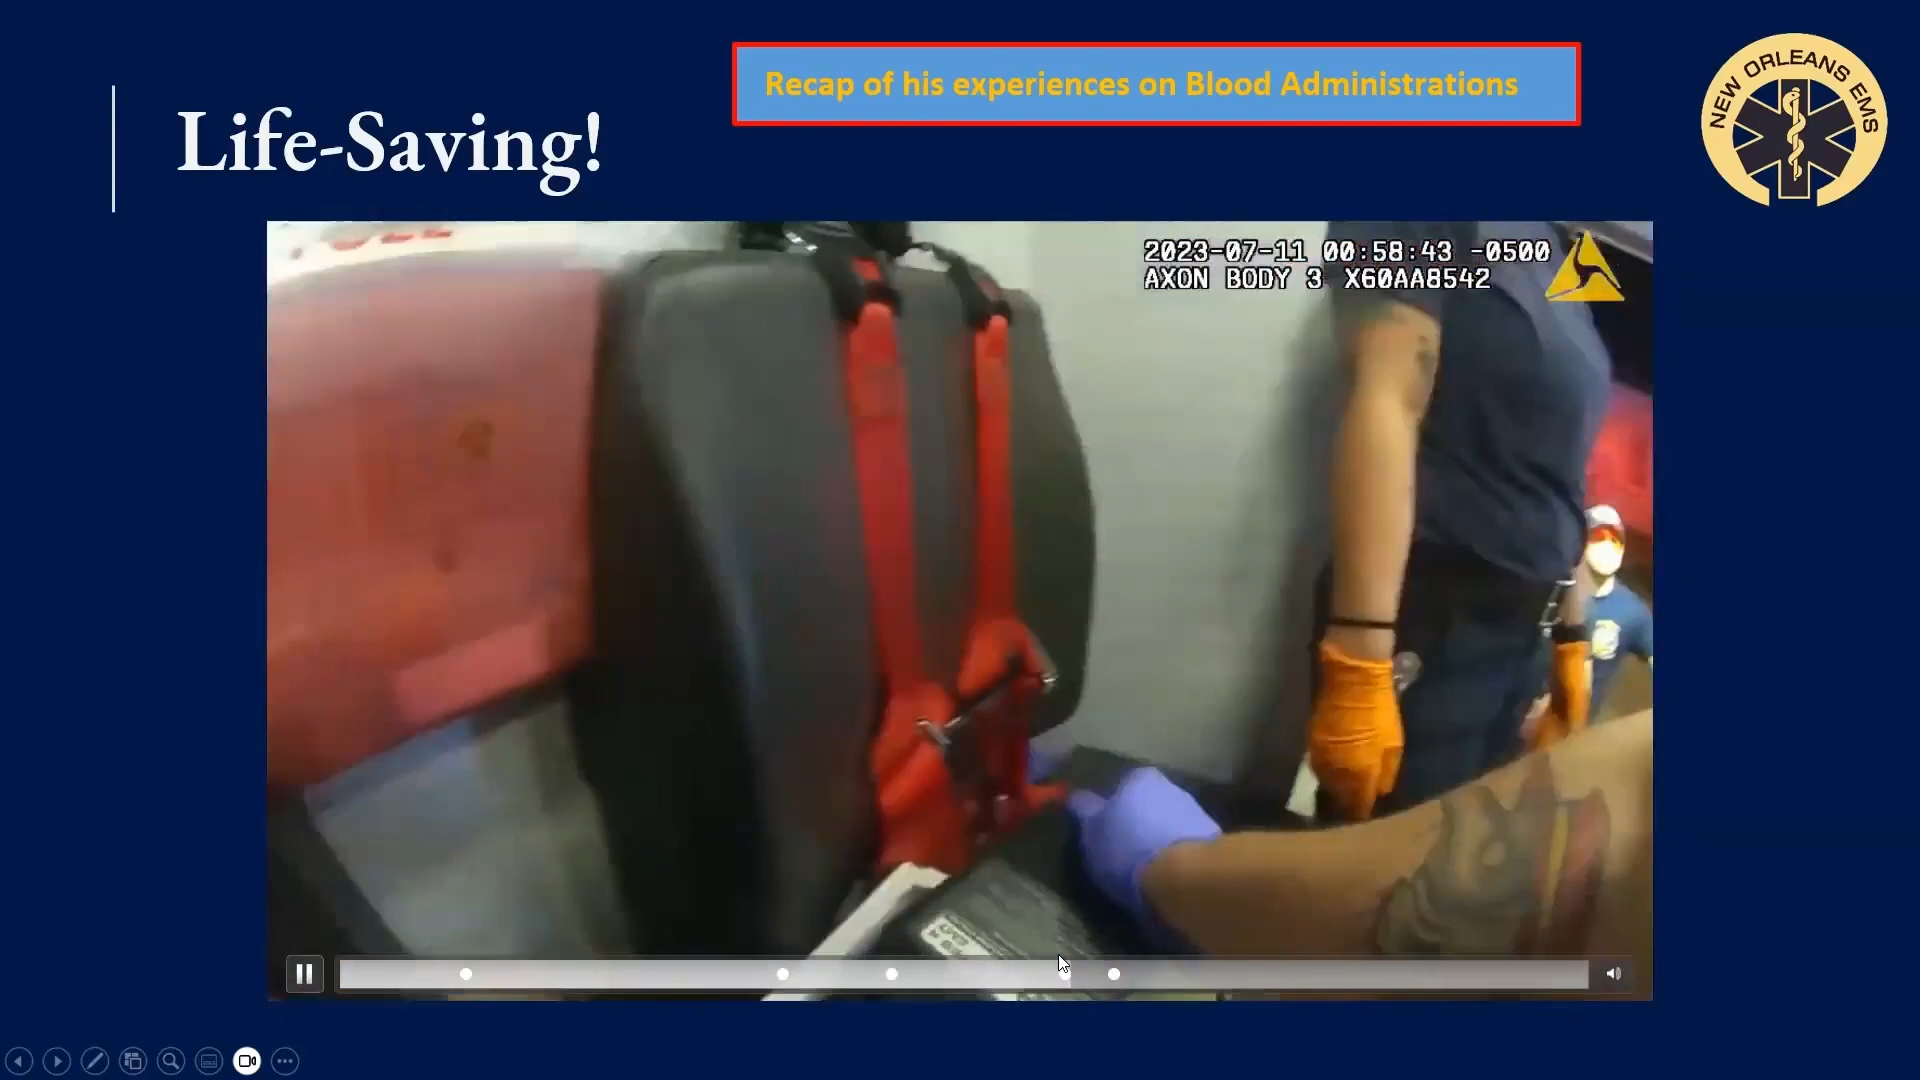 Recap of his experiences on Blood Administrations
Life-Saving!
NEW ORLEANS EMS
2023-07-11 00:58:43 -0500
AXON BODY 3 X60AA8542